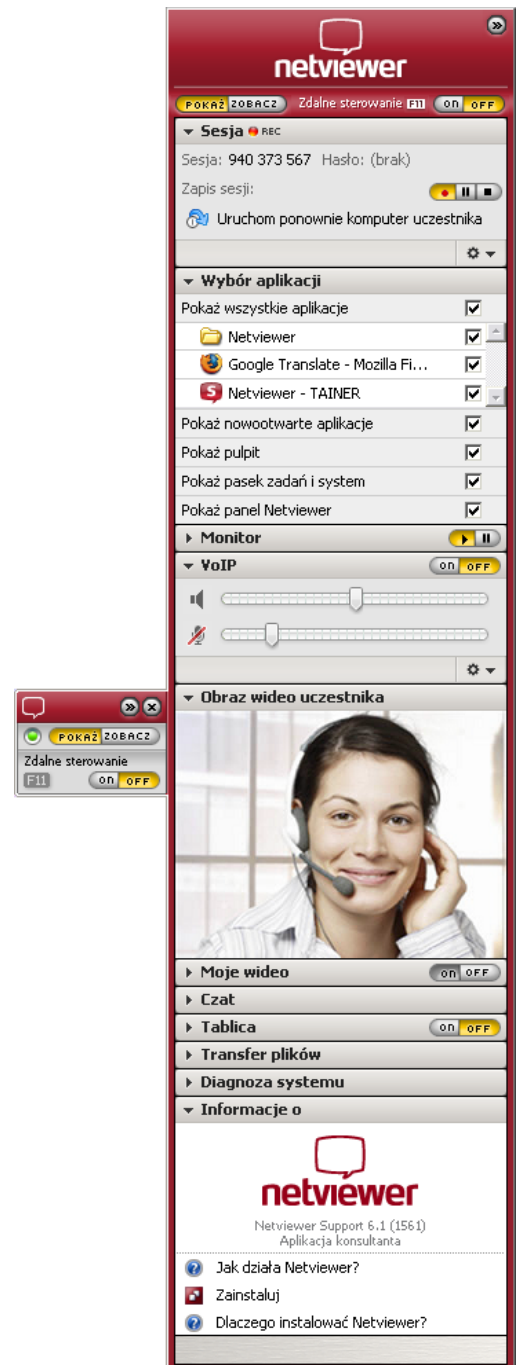 netviewer
POKAŻ ZOBACZ Zdalne sterowanie F11 on OFF
Sesja REC
Sesja: 940 373 567 Hasło: (brak)
Zapis sesji:
Uruchom ponownie komputer uczestnika
Wybór aplikacji
Pokaż wszystkie aplikacje
Netviewer
Google Translate - Mozilla Fi...
Netviewer - TAINER
Pokaż nowootwarte aplikacje
Pokaż pulpit
Pokaż pasek zadań i system
Pokaż panel Netviewer
Monitor
VoIP on OFF
Obraz wideo uczestnika
POKAŻ ZOBACZ
Zdalne sterowanie
F11 on OFF
Moje wideo on OFF
Czat
Tablica on OFF
Transfer plików
Diagnoza systemu
Informacje o
netviewer
Netviewer Support 6.1 (1561)
Aplikacja konsultanta
Jak działa Netviewer?
Zainstaluj
Dlaczego instalować Netviewer?